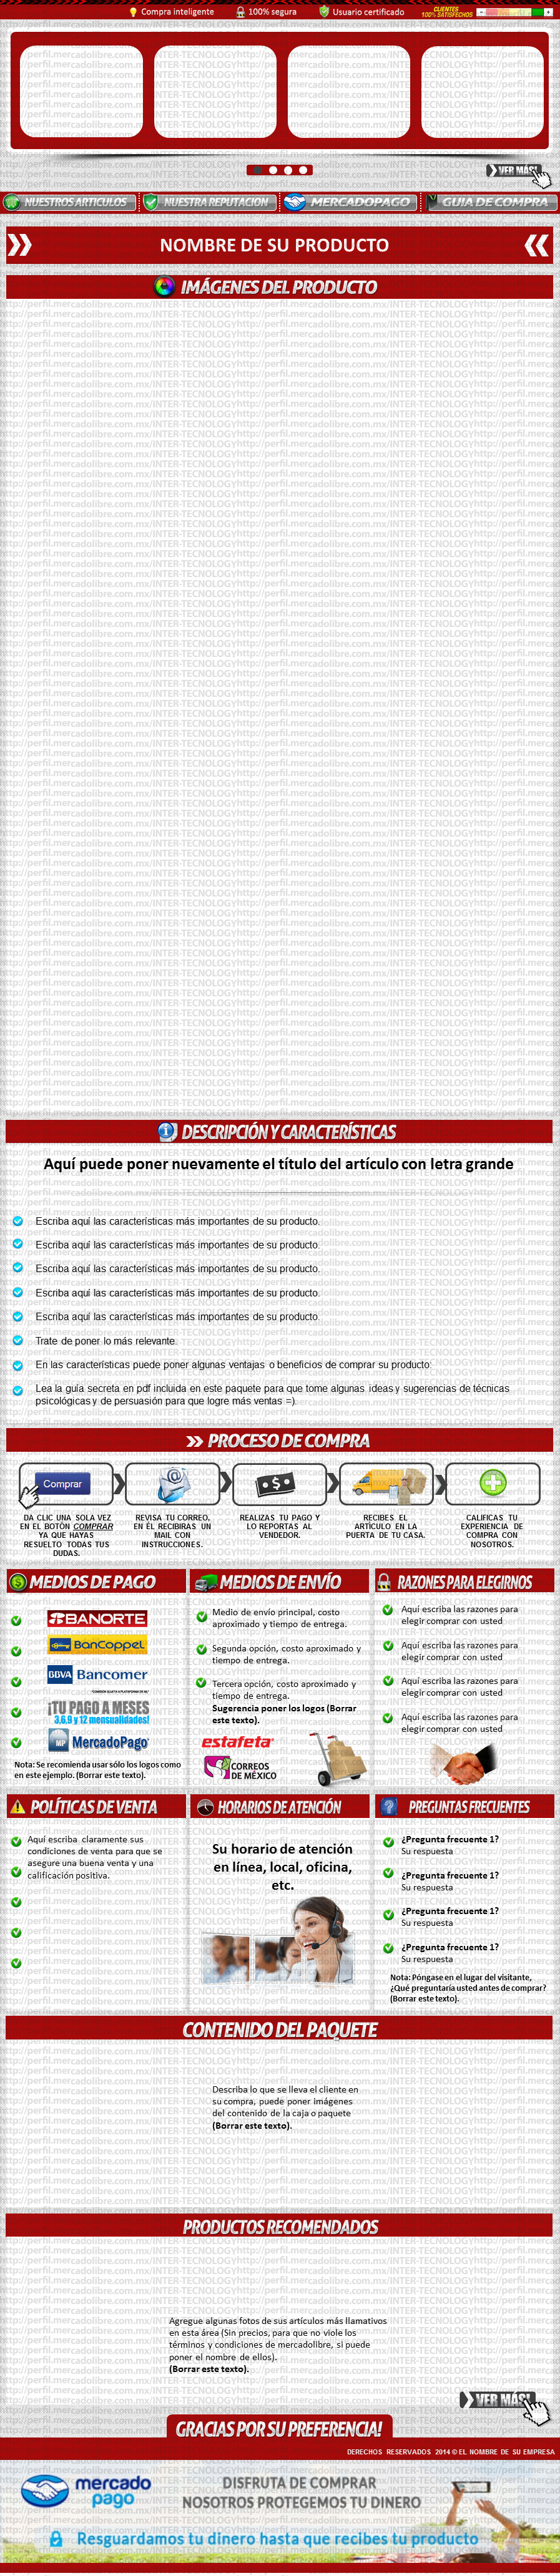 Compra inteligente 100% segura Usuario certificado CLIENTES
100% SATISFECHOS
VER MÁS!
NUESTROS ARTICULOS NUESTRA REPUTACION MERCADOPAGO GUIA DE COMPRA
NOMBRE DE SU PRODUCTO
IMÁGENES DEL PRODUCTO
http://perfil.mercadolibre.com.mx/INTER-TECNOLOGY
DESCRIPCIÓN Y CARACTERÍSTICAS
Aquí puede poner nuevamente el título del artículo con letra grande
Escriba aquí las características más importantes de su producto.
Escriba aquí las características más importantes de su producto.
Escriba aquí las características más importantes de su producto.
Escriba aquí las características más importantes de su producto.
Escriba aquí las características más importantes de su producto.
Trate de poner lo más relevante.
En las características puede poner algunas ventajas o beneficios de comprar su producto.
Lea la guía secreta en pdf incluida en este paquete para que tome algunas ideas y sugerencias de técnicas
psicológicas y de persuasión para que logre más ventas =).
PROCESO DE COMPRA
Comprar
DA CLIC UNA SOLA VEZ
EN EL BOTÓN COMPRAR
YA QUE HAYAS
RESUELTO TODAS TUS
DUDAS.
REVISA TU CORREO,
EN ÉL RECIBIRAS UN
MAIL CON
INSTRUCCIONES.
REALIZAS TU PAGO Y
LO REPORTAS AL
VENDEDOR.
RECIBES EL
ARTÍCULO EN LA
PUERTA DE TU CASA.
CALIFICAS TU
EXPERIENCIA DE
COMPRA CON
NOSOTROS.
MEDIOS DE PAGO
BANORTE
BanCoppel
BBVA Bancomer
¡TU PAGO A MESES
3,6,9 y 12 mensualidades!
MercadoPago
Nota: Se recomienda usar sólo los logos como
en este ejemplo. (Borrar este texto).
MEDIOS DE ENVÍO
Medio de envío principal, costo
aproximado y tiempo de entrega.
Segunda opción, costo aproximado y
tiempo de entrega.
Tercera opción, costo aproximado y
tiempo de entrega.
Sugerencia poner los logos (Borrar
este texto).
estafeta
CORREOS
DE MÉXICO
RAZONES PARA ELEGIRNOS
Aquí escriba las razones para
elegir comprar con usted
Aquí escriba las razones para
elegir comprar con usted
Aquí escriba las razones para
elegir comprar con usted
Aquí escriba las razones para
elegir comprar con usted
POLÍTICAS DE VENTA
Aquí escriba claramente sus
condiciones de venta para que se
asegure una buena venta y una
calificación positiva.
HORARIOS DE ATENCIÓN
Su horario de atención
en línea, local, oficina,
etc.
PREGUNTAS FRECUENTES
¿Pregunta frecuente 1?
Su respuesta
¿Pregunta frecuente 1?
Su respuesta
¿Pregunta frecuente 1?
Su respuesta
¿Pregunta frecuente 1?
Su respuesta
Nota: Póngase en el lugar del visitante,
¿Qué preguntaría usted antes de comprar?
(Borrar este texto).
CONTENIDO DEL PAQUETE
Describa lo que se lleva el cliente en
su compra, puede poner imágenes
del contenido de la caja o paquete
(Borrar este texto).
PRODUCTOS RECOMENDADOS
Agregue algunas fotos de sus artículos más llamativos
en esta área (Sin precios, para que no viole los
términos y condiciones de mercadolibre, si puede
poner el nombre de ellos).
(Borrar este texto).
VER MÁS!
GRACIAS POR SU PREFERENCIA!
DERECHOS RESERVADOS 2014 © EL NOMBRE DE SU EMPRESA
mercado
pago
DISFRUTA DE COMPRAR
NOSOTROS PROTEGEMOS TU DINERO
Resguardamos tu dinero hasta que recibes tu producto